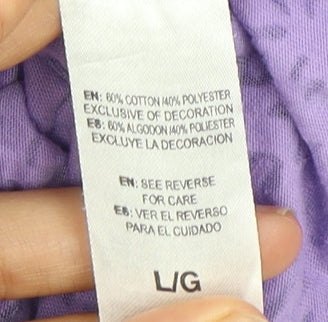 EN: 60% COTTON /40% POLYESTER
EXCLUSIVE OF DECORATION
ES: 60% ALGODON /40% POLIESTER
EXCLUYE LA DECORACION
EN: SEE REVERSE
FOR CARE
ES: VER EL REVERSO
PARA EL CUIDADO
L/G